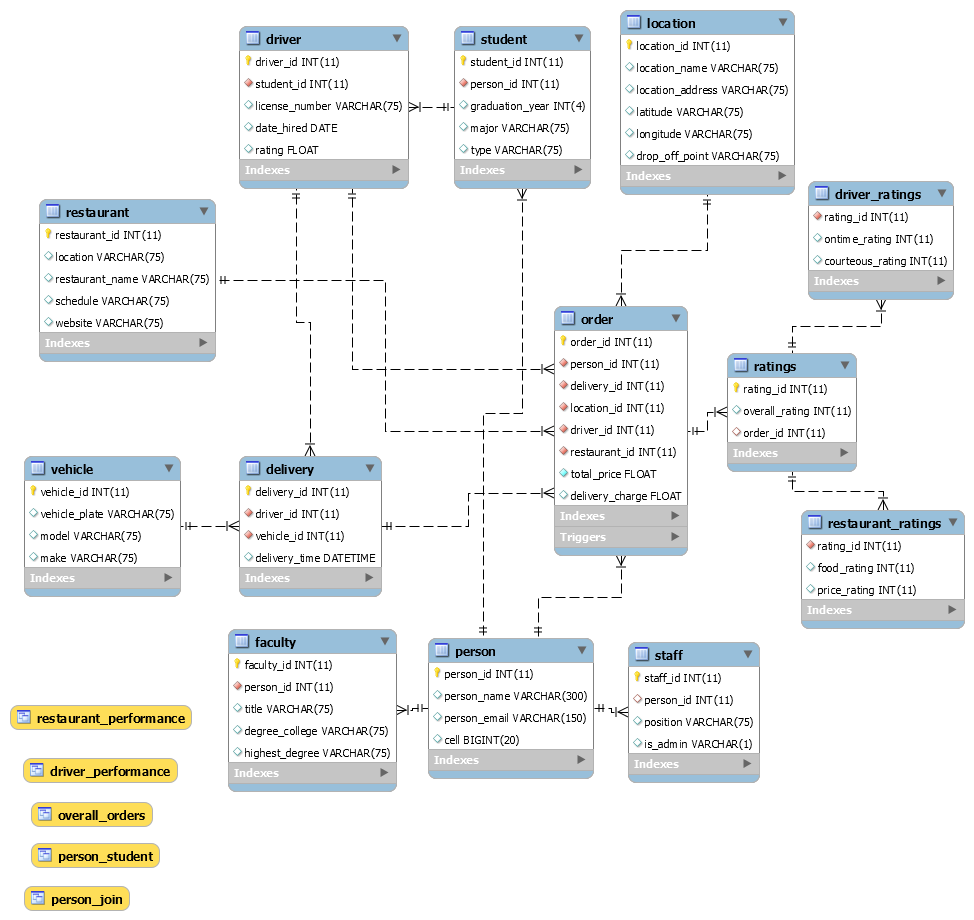 driver
driver_id INT(11)
student_id INT(11)
license_number VARCHAR(75)
date_hired DATE
rating FLOAT
Indexes
student
student_id INT(11)
person_id INT(11)
graduation_year INT(4)
major VARCHAR(75)
type VARCHAR(75)
Indexes
location
location_id INT(11)
location_name VARCHAR(75)
location_address VARCHAR(75)
latitude VARCHAR(75)
longitude VARCHAR(75)
drop_off_point VARCHAR(75)
Indexes
driver_ratings
rating_id INT(11)
ontime_rating INT(11)
courteous_rating INT(11)
Indexes
restaurant
restaurant_id INT(11)
location VARCHAR(75)
restaurant_name VARCHAR(75)
schedule VARCHAR(75)
website VARCHAR(75)
Indexes
order
order_id INT(11)
person_id INT(11)
delivery_id INT(11)
location_id INT(11)
driver_id INT(11)
restaurant_id INT(11)
total_price FLOAT
delivery_charge FLOAT
Indexes
Triggers
ratings
rating_id INT(11)
overall_rating INT(11)
order_id INT(11)
Indexes
vehicle
vehicle_id INT(11)
vehicle_plate VARCHAR(75)
model VARCHAR(75)
make VARCHAR(75)
Indexes
delivery
delivery_id INT(11)
driver_id INT(11)
vehicle_id INT(11)
delivery_time DATETIME
Indexes
restaurant_ratings
rating_id INT(11)
food_rating INT(11)
price_rating INT(11)
Indexes
faculty
faculty_id INT(11)
person_id INT(11)
title VARCHAR(75)
degree_college VARCHAR(75)
highest_degree VARCHAR(75)
Indexes
person
person_id INT(11)
person_name VARCHAR(300)
person_email VARCHAR(150)
cell BIGINT(20)
Indexes
staff
staff_id INT(11)
person_id INT(11)
position VARCHAR(75)
is_admin VARCHAR(1)
Indexes
restaurant_performance
driver_performance
overall_orders
person_student
person_join